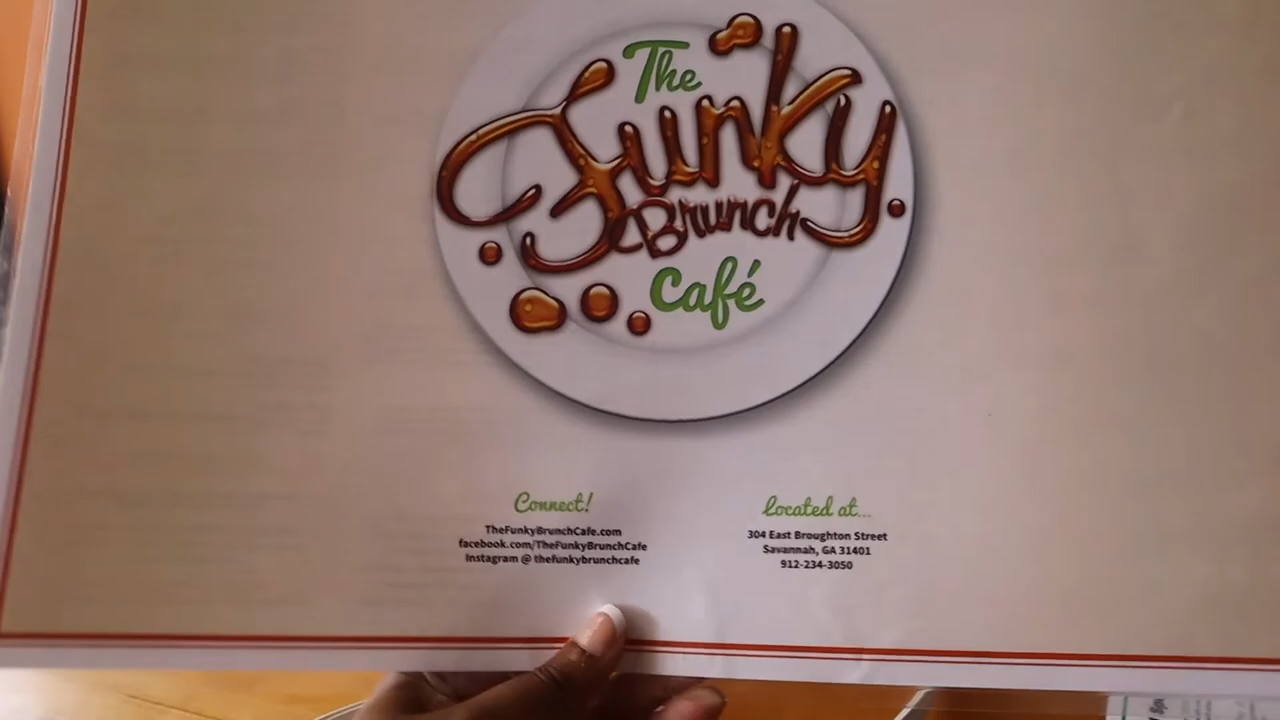 The
Funky
Brunch
Café
Connect!
TheFunkyBrunchCafe.com
facebook.com/TheFunkyBrunchCafe
Instagram @ thefunkybrunchcafe
Located at...
304 East Broughton Street
Savannah, GA 31401
912-234-3050